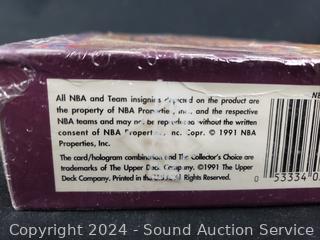 All NBA and Team insignia depicted on the product are
the property of NBA Properties, Inc. and the respective
NBA teams and may not be reproduced without the written
consent of NBA Properties, Inc. Copr. © 1991 NBA
Properties, Inc.
The card/hologram combination and The Collector's Choice are
trademarks of The Upper Deck Company. ©1991 The Upper
Deck Company. Printed in the U.S.A. All Rights Reserved.
0 53334 0
Copyright 2024 - Sound Auction Service